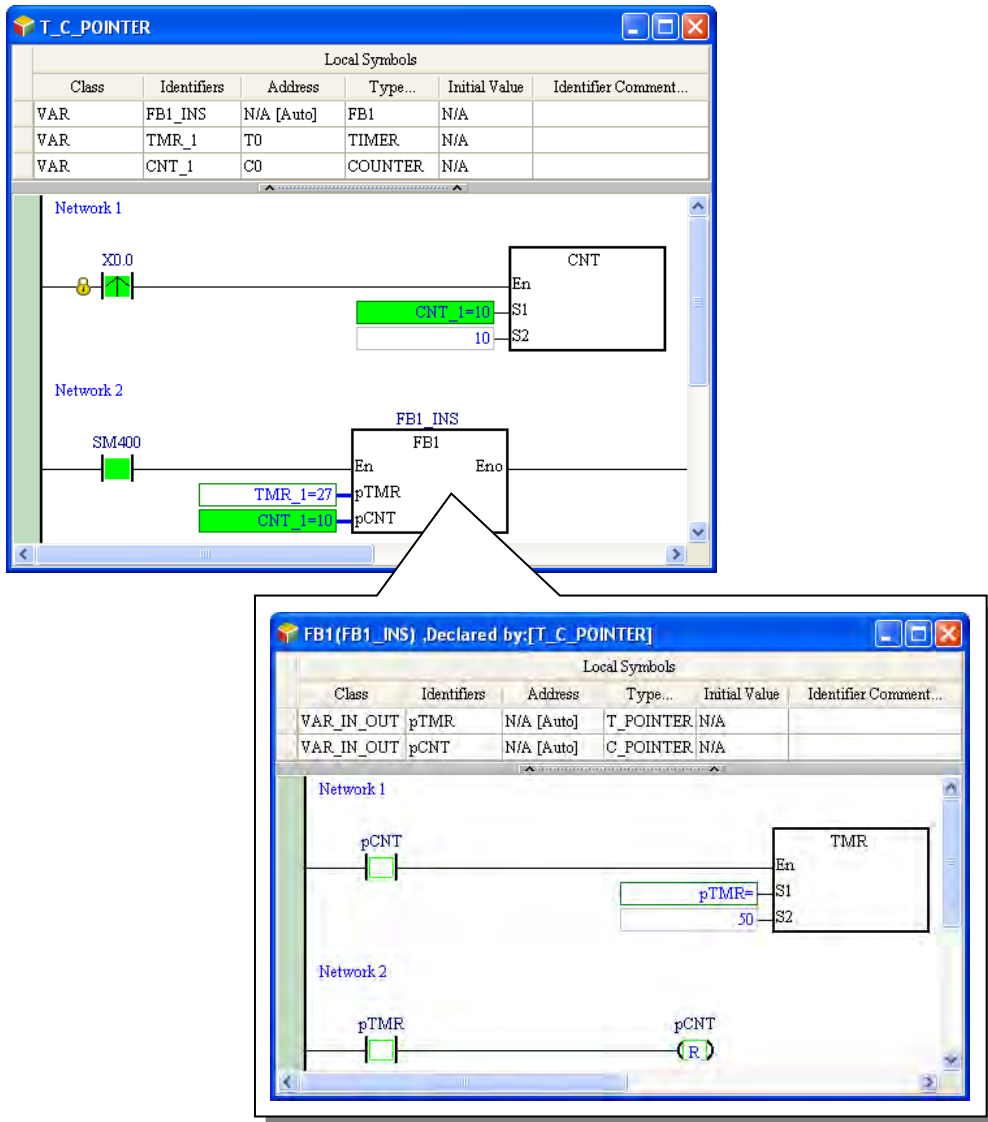 T_C_POINTER
Local Symbols
Class Identifiers Address Type... Initial Value Identifier Comment...
VAR FB1_INS N/A [Auto] FB1 N/A
VAR TMR_1 T0 TIMER N/A
VAR CNT_1 C0 COUNTER N/A
Network 1
X0.0 CNT
En
CNT_1=10 S1
10 S2
Network 2
FB1_INS
SM400 FB1
En Eno
TMR_1=27 pTMR
CNT_1=10 pCNT
FB1(FB1_INS) ,Declared by:[T_C_POINTER]
Local Symbols
Class Identifiers Address Type... Initial Value Identifier Comment...
VAR_IN_OUT pTMR N/A [Auto] T_POINTER N/A
VAR_IN_OUT pCNT N/A [Auto] C_POINTER N/A
Network 1
pCNT TMR
En
pTMR= S1
50 S2
Network 2
pTMR pCNT
R